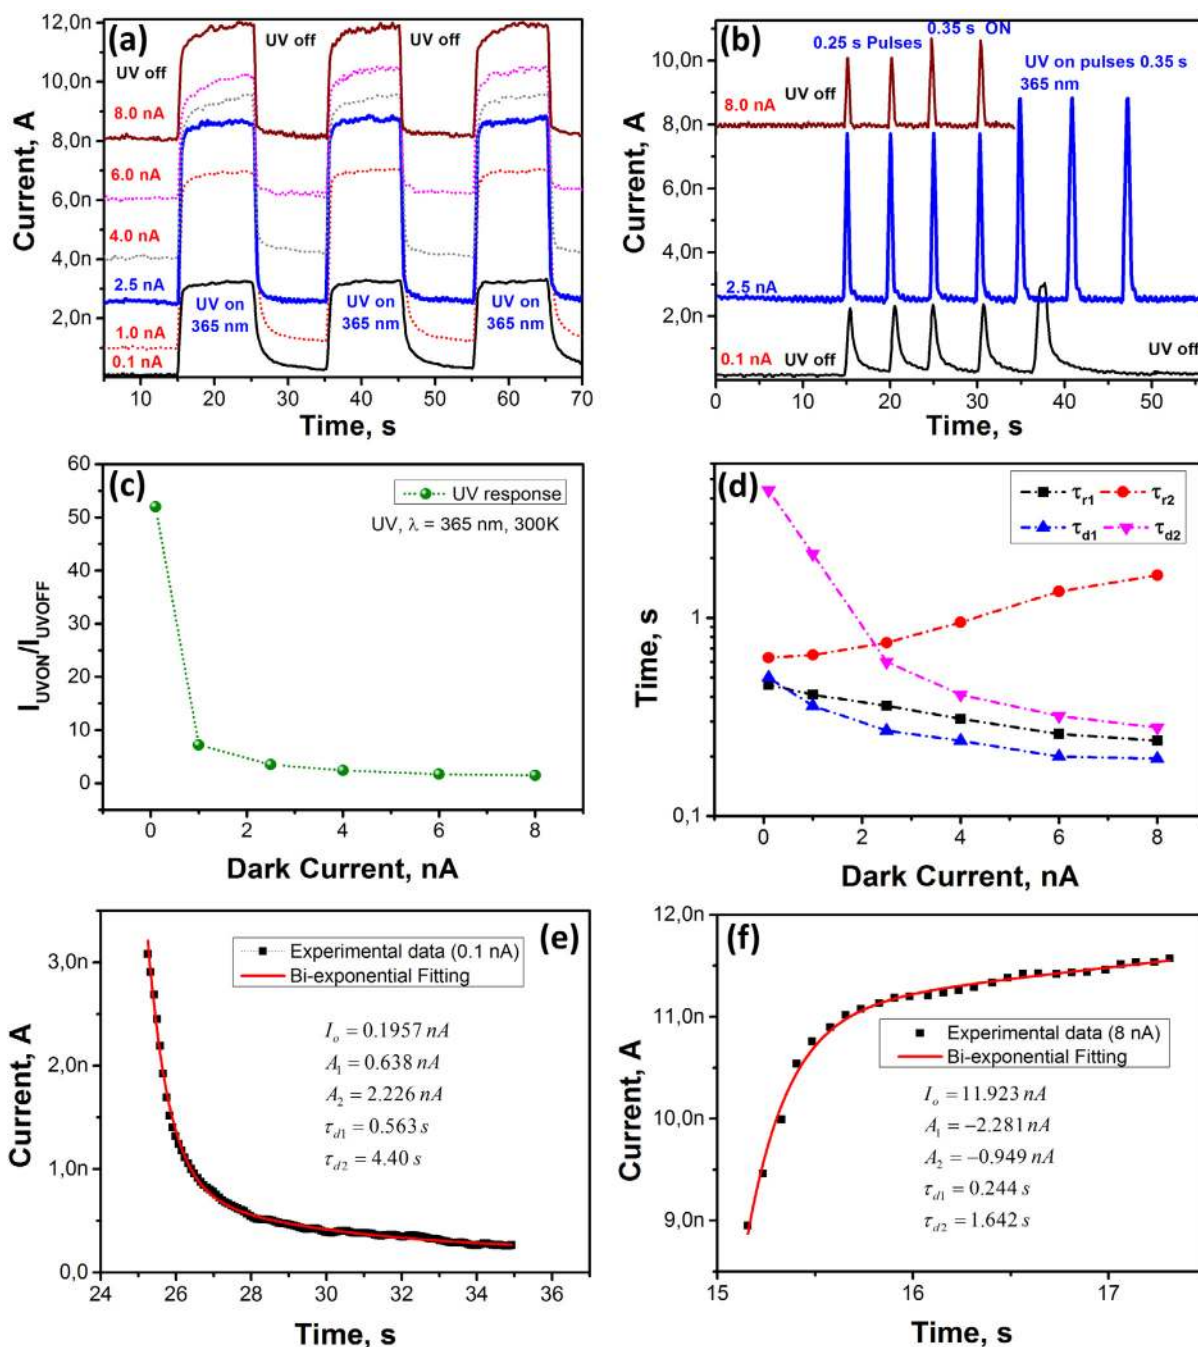 (a)
12,0n
10,0n
8,0n
6,0n
4,0n
2,0n
Current, A
UV off
UV off
UV off
8.0 nA
6.0 nA
4.0 nA
2.5 nA
1.0 nA
0.1 nA
UV on
365 nm
UV on
365 nm
UV on
365 nm
10 20 30 40 50 60 70
Time, s
(b)
10,0n
8,0n
6,0n
4,0n
2,0n
Current, A
0.25 s Pulses
0.35 s ON
UV on pulses 0.35 s
365 nm
8.0 nA
UV off
2.5 nA
0.1 nA
UV off
UV off
0 10 20 30 40 50
Time, s
(c)
60
50
40
30
20
10
0
I_UVON/I_UVOFF
UV response
UV, λ = 365 nm, 300K
0 2 4 6 8
Dark Current, nA
(d)
1
0,1
Time, s
τ_r1 τ_r2
τ_d1 τ_d2
0 2 4 6 8
Dark Current, nA
(e)
3,0n
2,0n
1,0n
0,0
Current, A
Experimental data (0.1 nA)
Bi-exponential Fitting
I_o = 0.1957 nA
A_1 = 0.638 nA
A_2 = 2.226 nA
τ_d1 = 0.563 s
τ_d2 = 4.40 s
24 26 28 30 32 34 36
Time, s
(f)
12,0n
11,0n
10,0n
9,0n
Current, A
Experimental data (8 nA)
Bi-exponential Fitting
I_o = 11.923 nA
A_1 = −2.281 nA
A_2 = −0.949 nA
τ_d1 = 0.244 s
τ_d2 = 1.642 s
15 16 17
Time, s